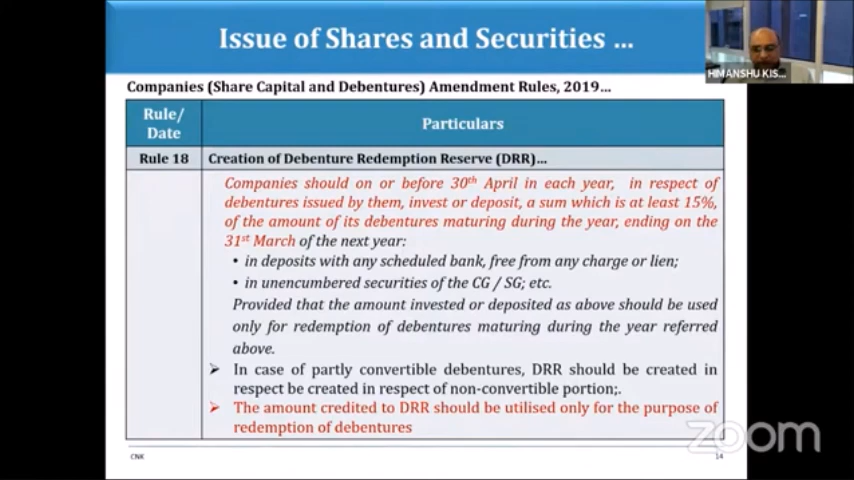 Issue of Shares and Securities ...
HIMANSHU KIS...
Companies (Share Capital and Debentures) Amendment Rules, 2019...
Rule/
Date
Particulars
Rule 18
Creation of Debenture Redemption Reserve (DRR)...
Companies should on or before 30th April in each year, in respect of
debentures issued by them, invest or deposit, a sum which is at least 15%,
of the amount of its debentures maturing during the year, ending on the
31st March of the next year:
• in deposits with any scheduled bank, free from any charge or lien;
• in unencumbered securities of the CG / SG; etc.
Provided that the amount invested or deposited as above should be used
only for redemption of debentures maturing during the year referred
above.
➢ In case of partly convertible debentures, DRR should be created in
respect be created in respect of non-convertible portion;.
➢ The amount credited to DRR should be utilised only for the purpose of
redemption of debentures
zoom
CNK
14